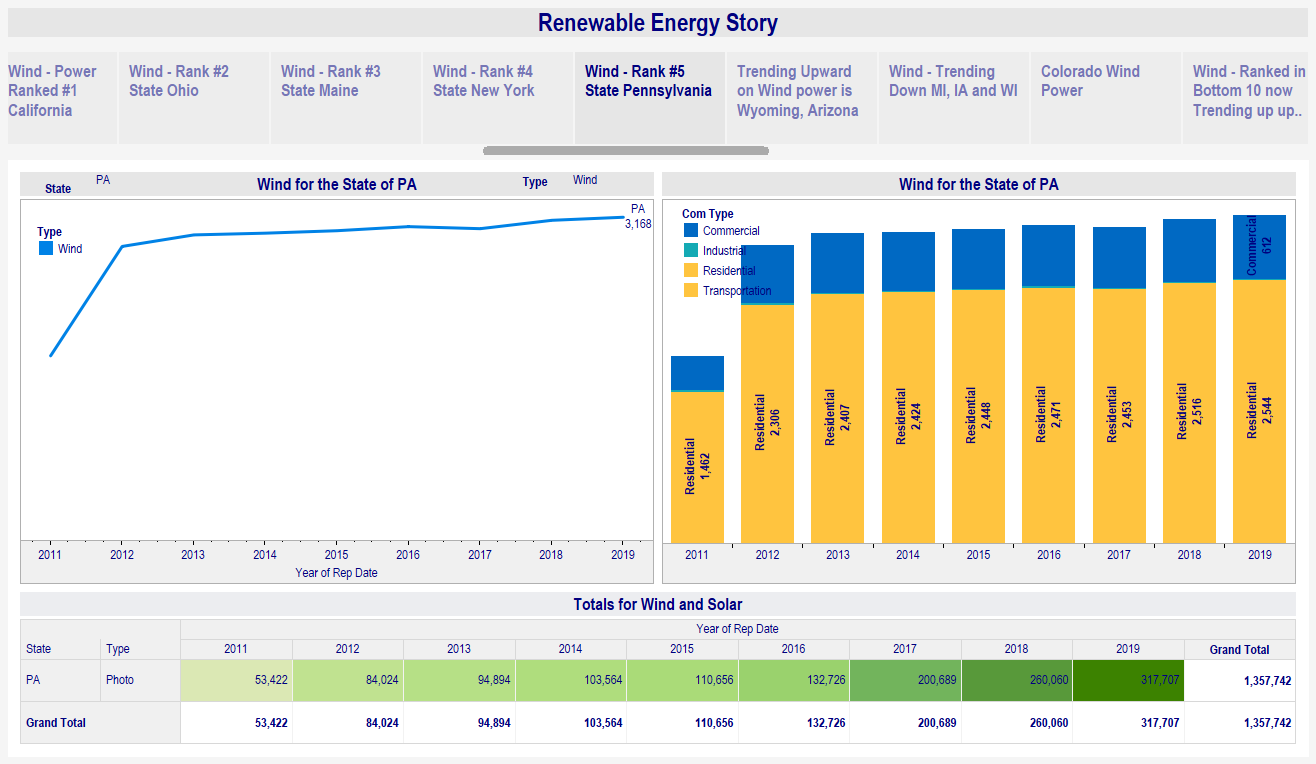 Renewable Energy Story
Wind - Power
Ranked #1
California
Wind - Rank #2
State Ohio
Wind - Rank #3
State Maine
Wind - Rank #4
State New York
Wind - Rank #5
State Pennsylvania
Trending Upward
on Wind power is
Wyoming, Arizona
Wind - Trending
Down MI, IA and WI
Colorado Wind
Power
Wind - Ranked in
Bottom 10 now
Trending up up..
State PA Wind for the State of PA Type Wind
Type
Wind
PA
3,168
2011 2012 2013 2014 2015 2016 2017 2018 2019
Year of Rep Date
Wind for the State of PA
Com Type
Commercial
Industrial
Residential
Transportation
Residential
1,462
Residential
2,306
Residential
2,407
Residential
2,424
Residential
2,448
Residential
2,471
Residential
2,453
Residential
2,516
Commercial
612
Residential
2,544
2011 2012 2013 2014 2015 2016 2017 2018 2019
Totals for Wind and Solar
Year of Rep Date
State Type 2011 2012 2013 2014 2015 2016 2017 2018 2019 Grand Total
PA Photo 53,422 84,024 94,894 103,564 110,656 132,726 200,689 260,060 317,707 1,357,742
Grand Total 53,422 84,024 94,894 103,564 110,656 132,726 200,689 260,060 317,707 1,357,742